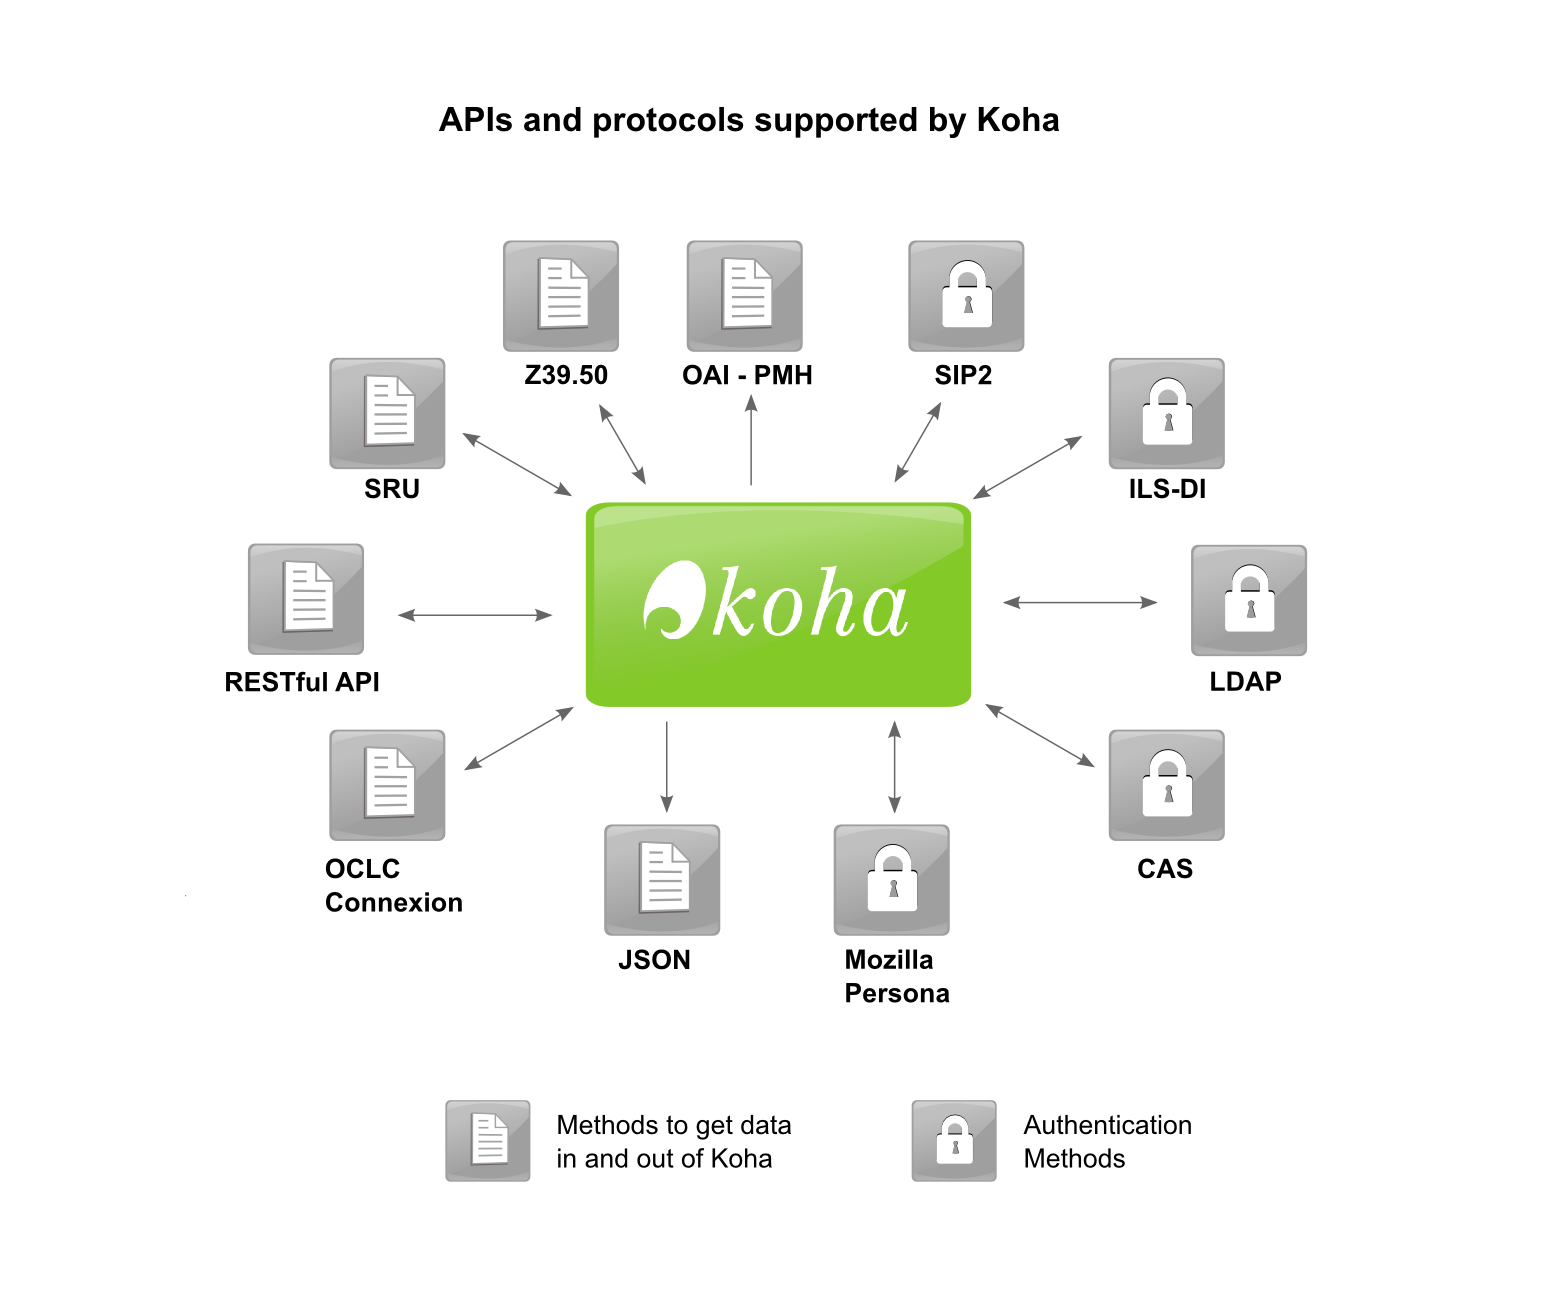 APIs and protocols supported by Koha
Z39.50
OAI - PMH
SIP2
SRU
ILS-DI
koha
RESTful API
LDAP
OCLC
Connexion
CAS
JSON
Mozilla
Persona
Methods to get data
in and out of Koha
Authentication
Methods